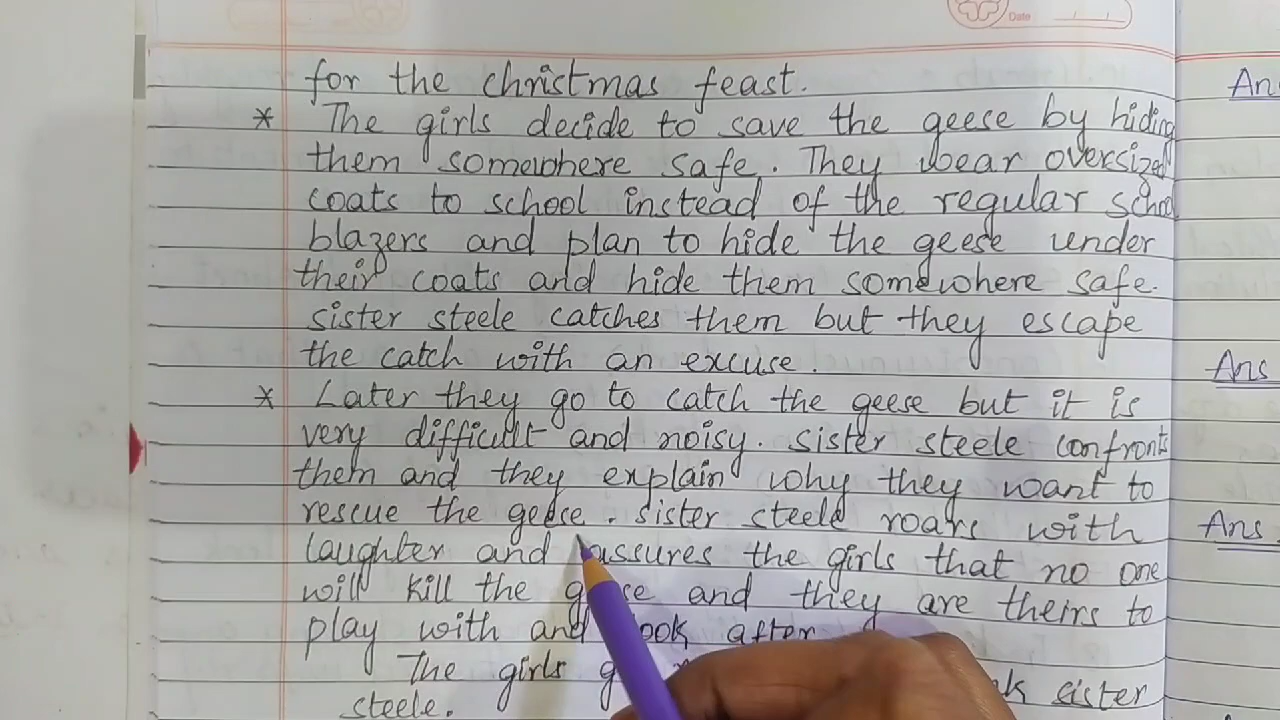 Date
for the christmas feast.
* The girls decide to save the geese by hiding
them somewhere safe. They wear oversized
coats to school instead of the regular school
blazers and plan to hide the geese under
their coats and hide them somewhere safe.
sister steele catches them but they escape
the catch with an excuse.
* Later they go to catch the geese but it is
very difficult and noisy. sister steele confronts
them and they explain why they want to
rescue the geese. sister steele roars with
laughter and assures the girls that no one
will kill the and they are theirs to
play with and look after
The girls sister
steele.
An
Ans
Ans.